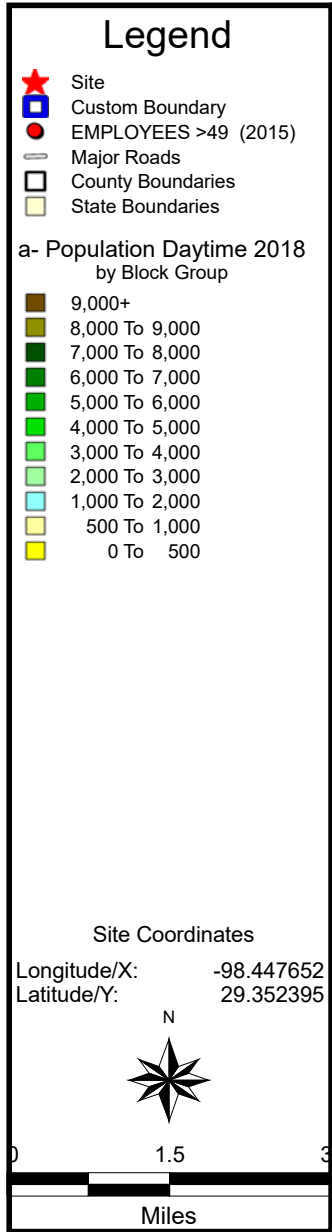 Legend
Site
Custom Boundary
EMPLOYEES >49 (2015)
Major Roads
County Boundaries
State Boundaries
a- Population Daytime 2018
by Block Group
9,000+
8,000 To 9,000
7,000 To 8,000
6,000 To 7,000
5,000 To 6,000
4,000 To 5,000
3,000 To 4,000
2,000 To 3,000
1,000 To 2,000
500 To 1,000
0 To 500
Site Coordinates
Longitude/X: -98.447652
Latitude/Y: 29.352395
N
0 1.5 3
Miles